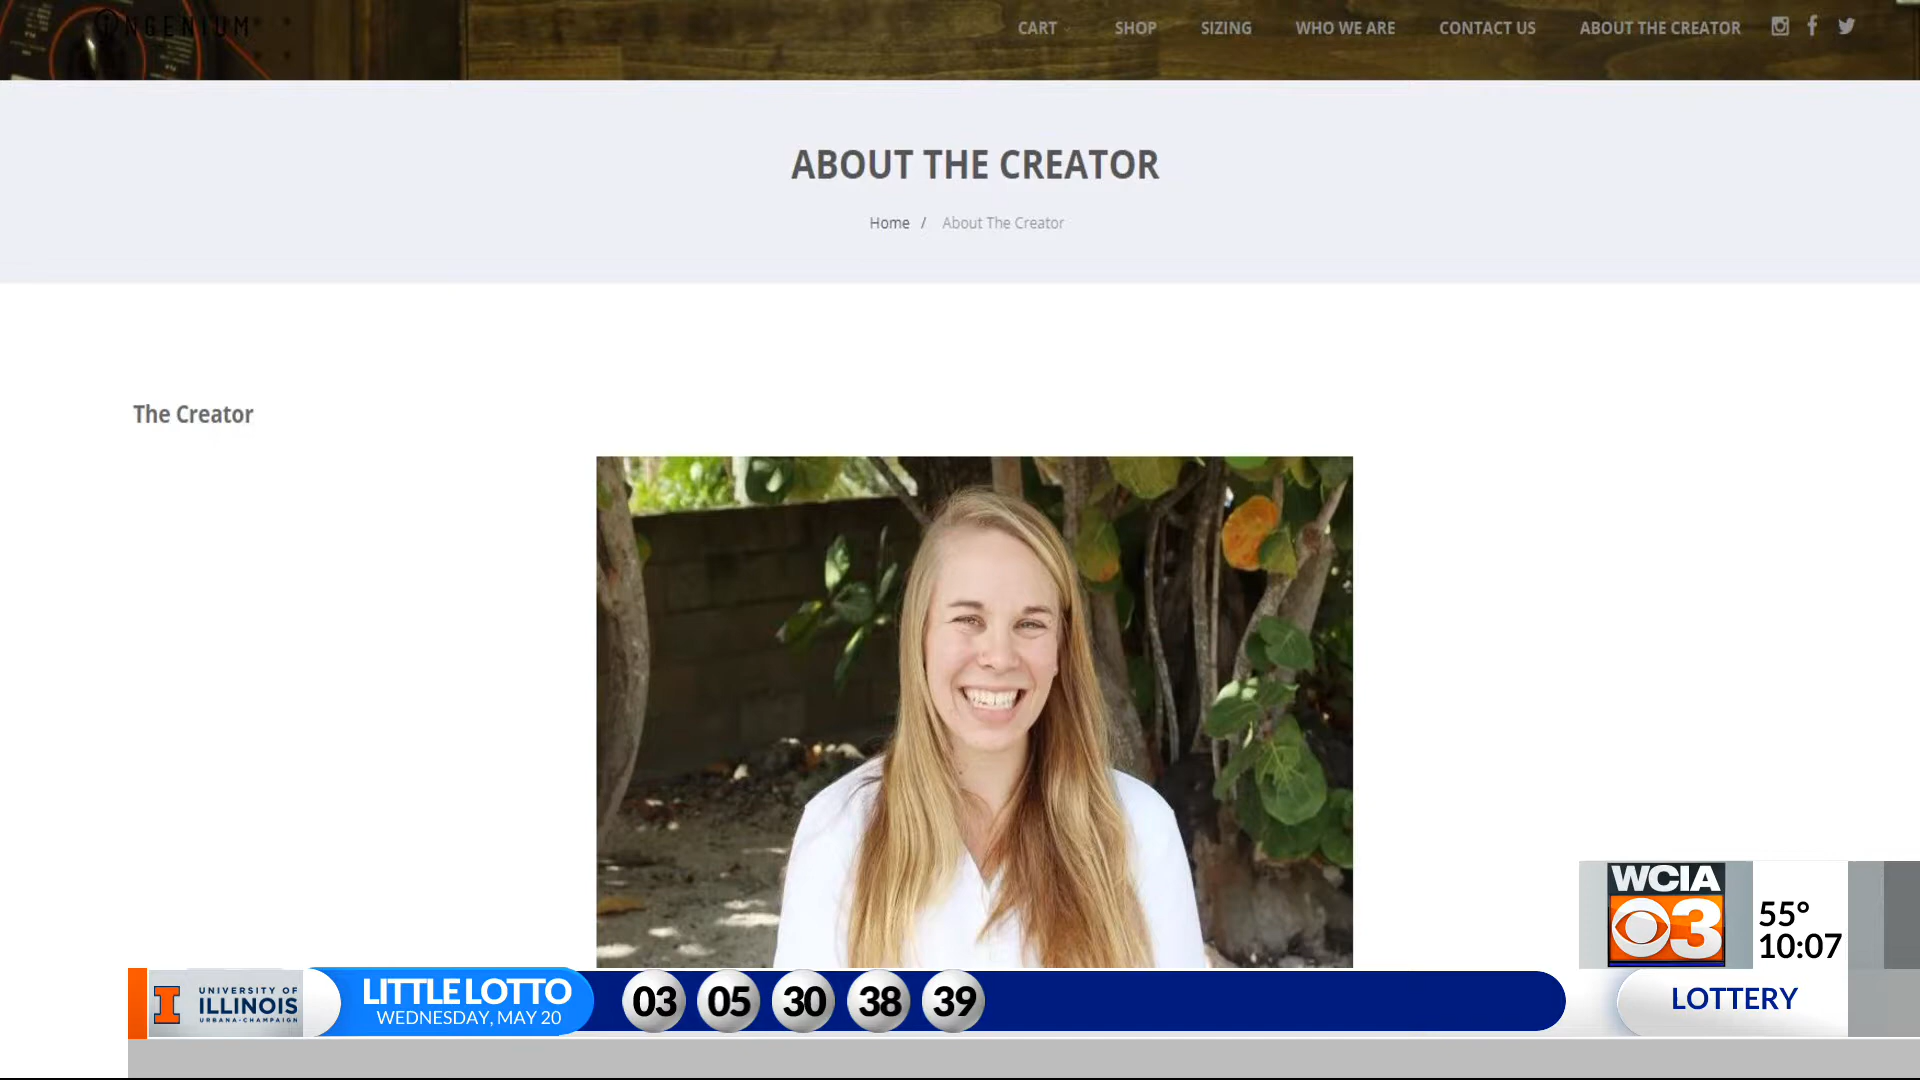 iNGENIUM
CART
SHOP
SIZING
WHO WE ARE
CONTACT US
ABOUT THE CREATOR
ABOUT THE CREATOR
Home / About The Creator
The Creator
WCIA
3
55°
10:07
UNIVERSITY OF
ILLINOIS
URBANA-CHAMPAIGN
LITTLE LOTTO
WEDNESDAY, MAY 20
03 05 30 38 39
LOTTERY